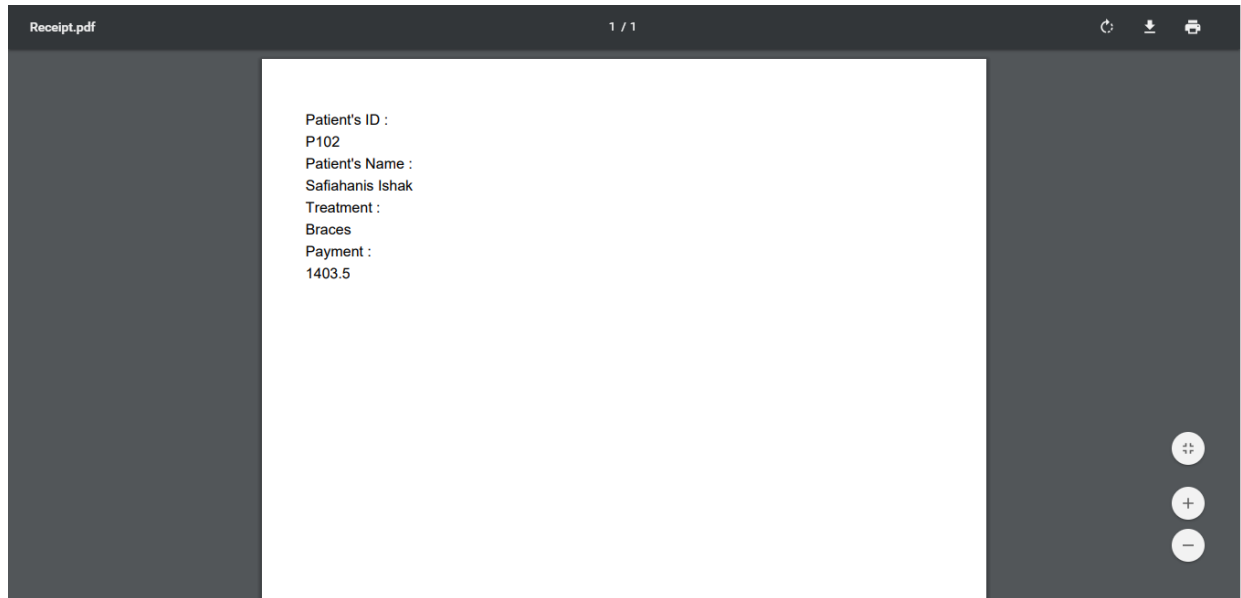 Receipt.pdf
1 / 1
Patient's ID :
P102
Patient's Name :
Safiahanis Ishak
Treatment :
Braces
Payment :
1403.5